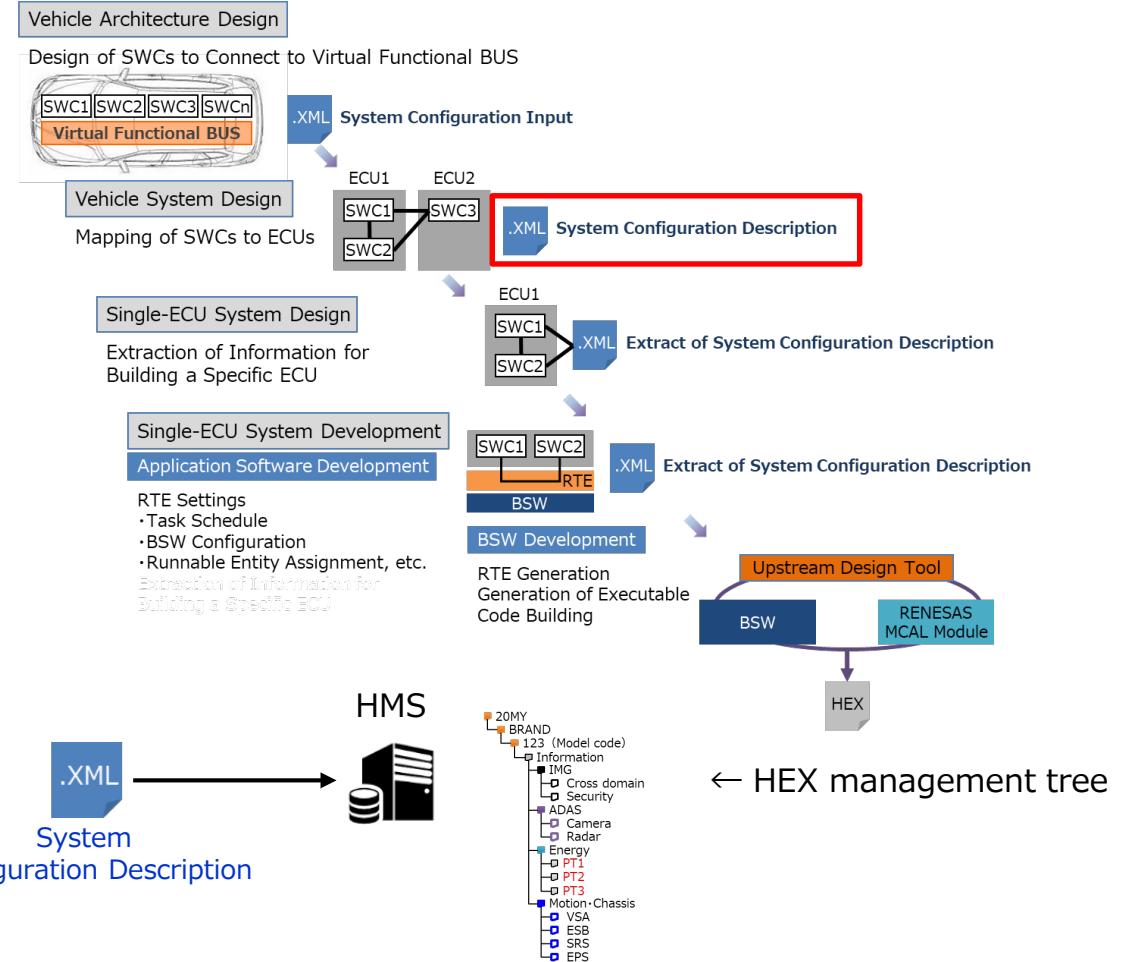 Vehicle Architecture Design
Design of SWCs to Connect to Virtual Functional BUS
SWC1 SWC2 SWC3 SWCn
Virtual Functional BUS
.XML System Configuration Input
Vehicle System Design
Mapping of SWCs to ECUs
ECU1 ECU2
SWC1 SWC3
SWC2
.XML System Configuration Description
Single-ECU System Design
Extraction of Information for
Building a Specific ECU
ECU1
SWC1
SWC2
.XML Extract of System Configuration Description
Single-ECU System Development
Application Software Development
RTE Settings
・Task Schedule
・BSW Configuration
・Runnable Entity Assignment, etc.
Extraction of Information for
Building a Specific ECU
SWC1 SWC2
RTE
BSW
.XML Extract of System Configuration Description
BSW Development
RTE Generation
Generation of Executable
Code Building
Upstream Design Tool
BSW
RENESAS
MCAL Module
HEX
.XML
System
guration Description
HMS
20MY
BRAND
123 (Model code)
Information
IMG
Cross domain
Security
ADAS
Camera
Radar
Energy
PT1
PT2
PT3
Motion・Chassis
VSA
ESB
SRS
EPS
← HEX management tree